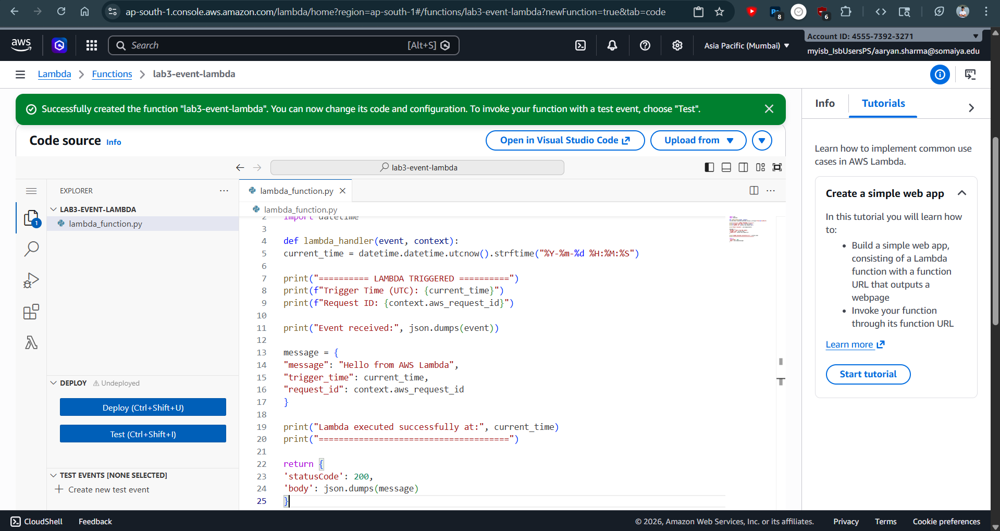 ap-south-1.console.aws.amazon.com/lambda/home?region=ap-south-1#/functions/lab3-event-lambda?newFunction=true&tab=code
8
6
aws
Search
[Alt+S]
Asia Pacific (Mumbai)
Account ID: 4555-7392-3271
myisb_IsbUsersPS/aaryan.sharma@somaiya.edu
Lambda
Functions
lab3-event-lambda
Successfully created the function "lab3-event-lambda". You can now change its code and configuration. To invoke your function with a test event, choose "Test".
Code source Info
Open in Visual Studio Code
Upload from
lab3-event-lambda
EXPLORER
LAB3-EVENT-LAMBDA
lambda_function.py
1
DEPLOY Undeployed
Deploy (Ctrl+Shift+U)
Test (Ctrl+Shift+I)
TEST EVENTS [NONE SELECTED]
Create new test event
lambda_function.py
lambda_function.py
2 import datetime
3
4 def lambda_handler(event, context):
5 current_time = datetime.datetime.utcnow().strftime("%Y-%m-%d %H:%M:%S")
6
7 print("========== LAMBDA TRIGGERED ==========")
8 print(f"Trigger Time (UTC): {current_time}")
9 print(f"Request ID: {context.aws_request_id}")
10
11 print("Event received:", json.dumps(event))
12
13 message = {
14 "message": "Hello from AWS Lambda",
15 "trigger_time": current_time,
16 "request_id": context.aws_request_id
17 }
18
19 print("Lambda executed successfully at:", current_time)
20 print("======================================")
21
22 return {
23 'statusCode': 200,
24 'body': json.dumps(message)
25 }
Info
Tutorials
Learn how to implement common use
cases in AWS Lambda.
Create a simple web app
In this tutorial you will learn how
to:
• Build a simple web app,
consisting of a Lambda
function with a function
URL that outputs a
webpage
• Invoke your function
through its function URL
Learn more
Start tutorial
CloudShell
Feedback
© 2026, Amazon Web Services, Inc. or its affiliates.
Privacy
Terms
Cookie preferences